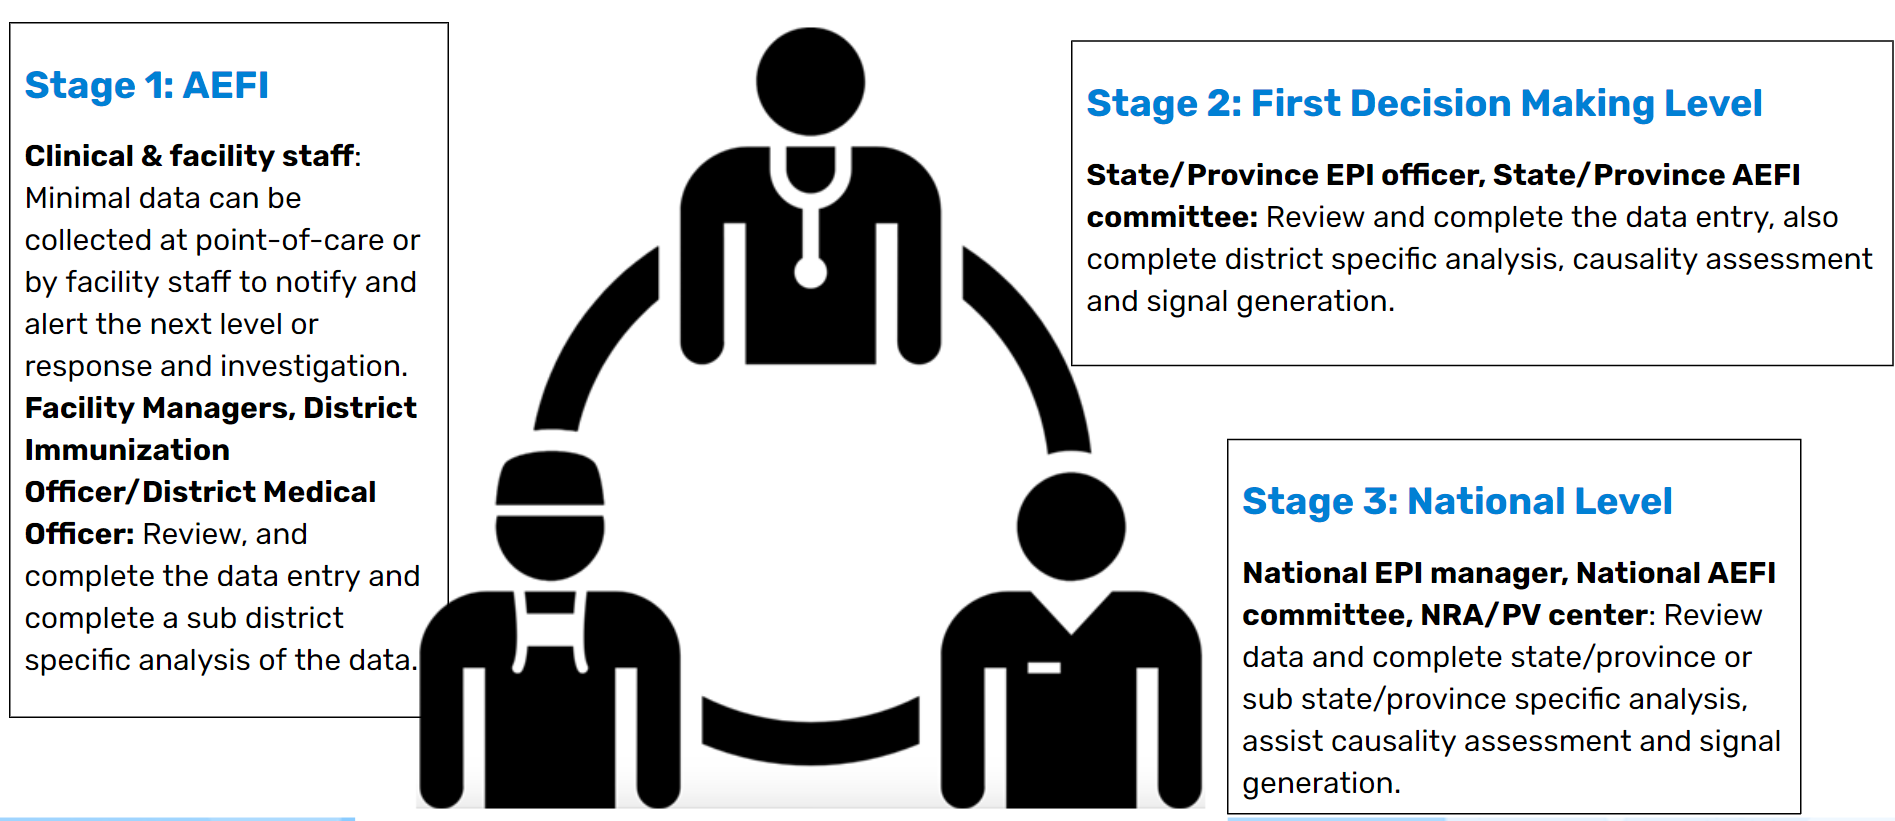 Stage 1: AEFI
Clinical & facility staff:
Minimal data can be
collected at point-of-care or
by facility staff to notify and
alert the next level or
response and investigation.
Facility Managers, District
Immunization
Officer/District Medical
Officer: Review, and
complete the data entry and
complete a sub district
specific analysis of the data.
Stage 2: First Decision Making Level
State/Province EPI officer, State/Province AEFI
committee: Review and complete the data entry, also
complete district specific analysis, causality assessment
and signal generation.
Stage 3: National Level
National EPI manager, National AEFI
committee, NRA/PV center: Review
data and complete state/province or
sub state/province specific analysis,
assist causality assessment and signal
generation.